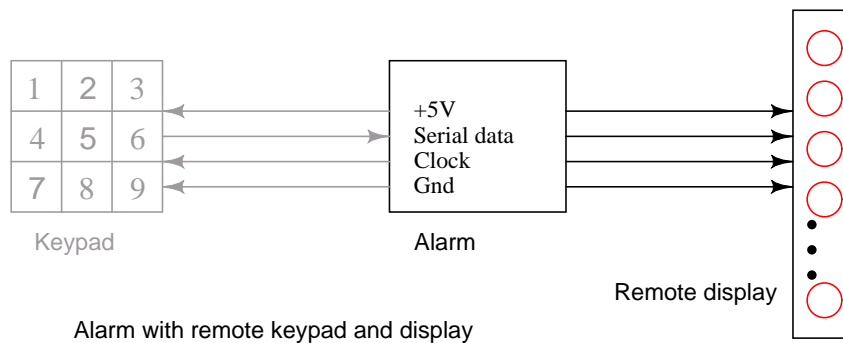 1 2 3
4 5 6
7 8 9
Keypad
+5V
Serial data
Clock
Gnd
Alarm
Remote display
Alarm with remote keypad and display